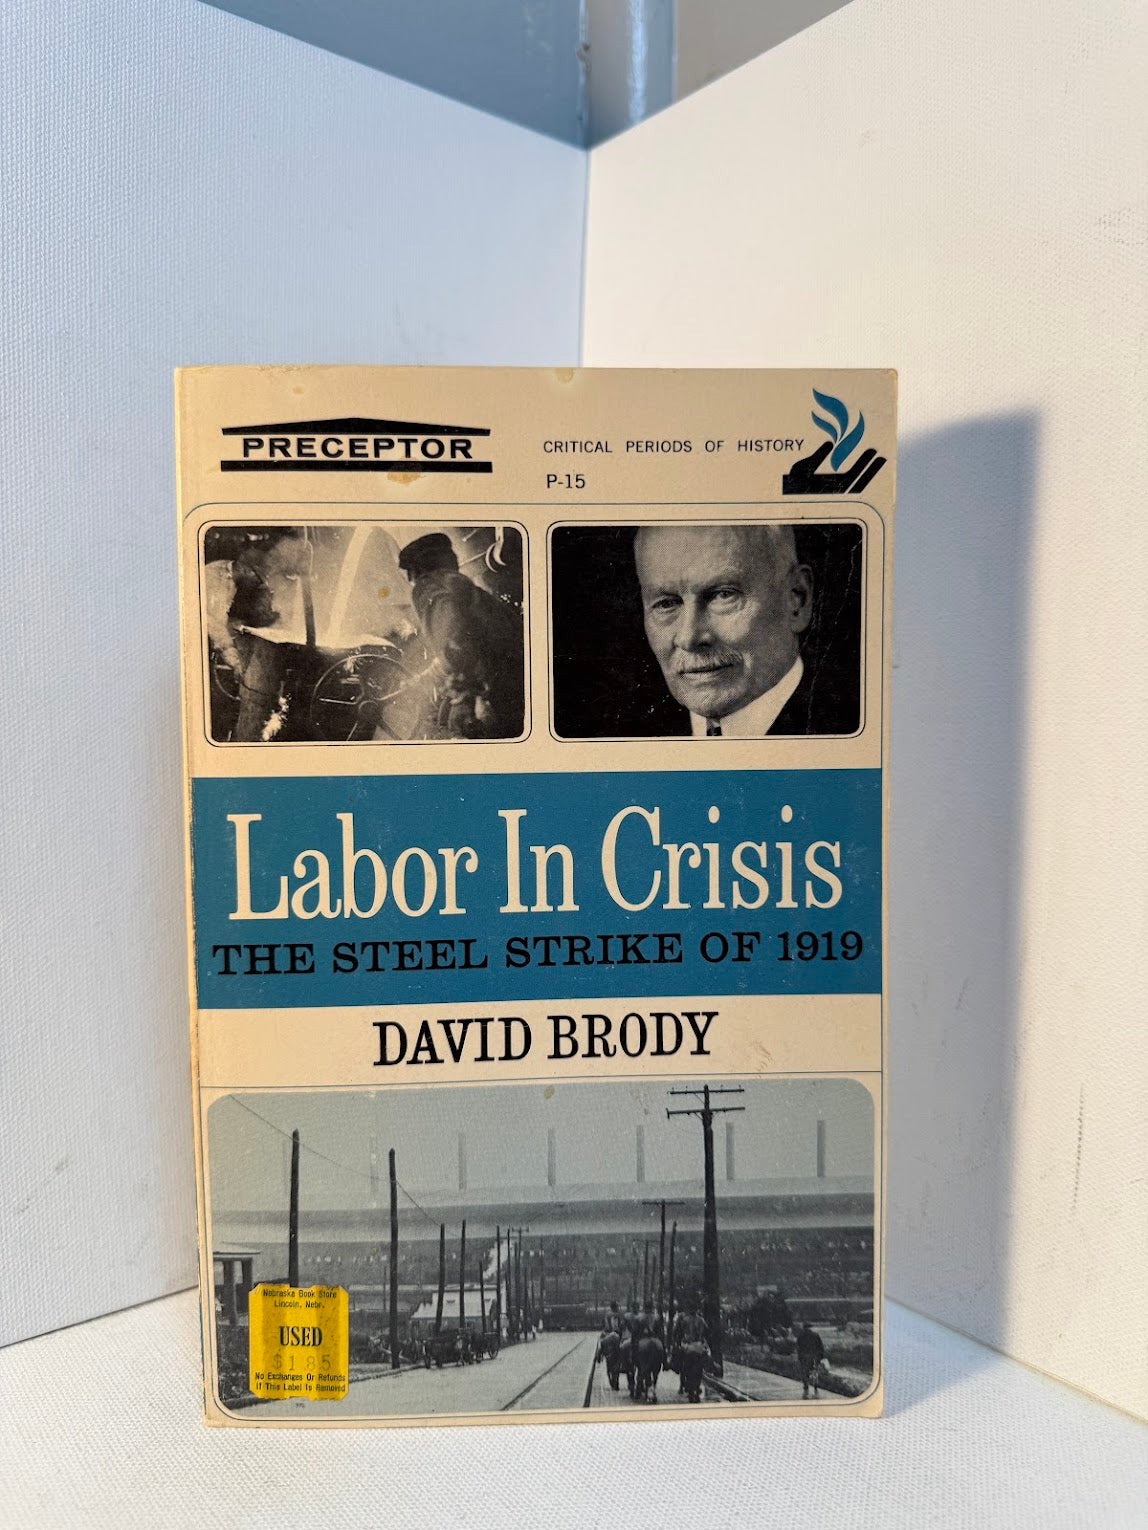 PRECEPTOR
CRITICAL PERIODS OF HISTORY
P-15
Labor In Crisis
THE STEEL STRIKE OF 1919
DAVID BRODY
Nebraska Book Store
Lincoln, Nebr.
USED
$1.85
No Exchanges Or Refunds
If This Label Is Removed